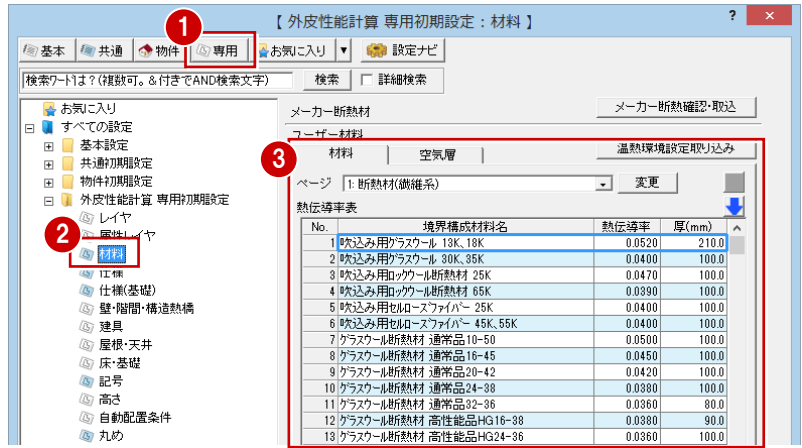 1
【 外皮性能計算 専用初期設定：材料 】
? ×
基本 共通 物件 専用 お気に入り ▼ 設定ナビ
検索ワードは？(複数可。&付きでAND検索文字) 検索 詳細検索
お気に入り
すべての設定
基本設定
共通初期設定
物件初期設定
外皮性能計算 専用初期設定
レイヤ
2
属性レイヤ
材料
仕様
仕様(基礎)
壁・階間・構造熱橋
建具
屋根・天井
床・基礎
記号
高さ
自動配置条件
丸め
メーカー断熱材 メーカー断熱確認・取込
ユーザー材料
3
材料 空気層 温熱環境設定取り込み
ページ 1: 断熱材(繊維系) 変更
熱伝導率表
No. 境界構成材料名 熱伝導率 厚(mm)
1 吹込み用グラスウール 13K、18K 0.0520 210.0
2 吹込み用グラスウール 30K、35K 0.0400 100.0
3 吹込み用ロックウール断熱材 25K 0.0470 100.0
4 吹込み用ロックウール断熱材 65K 0.0390 100.0
5 吹込み用セルローズファイバー 25K 0.0400 100.0
6 吹込み用セルローズファイバー 45K、55K 0.0400 100.0
7 グラスウール断熱材 通常品10-50 0.0500 100.0
8 グラスウール断熱材 通常品16-45 0.0450 100.0
9 グラスウール断熱材 通常品20-42 0.0420 100.0
10 グラスウール断熱材 通常品24-38 0.0380 100.0
11 グラスウール断熱材 通常品32-36 0.0360 80.0
12 グラスウール断熱材 高性能品HG16-38 0.0380 90.0
13 グラスウール断熱材 高性能品HG24-36 0.0360 100.0